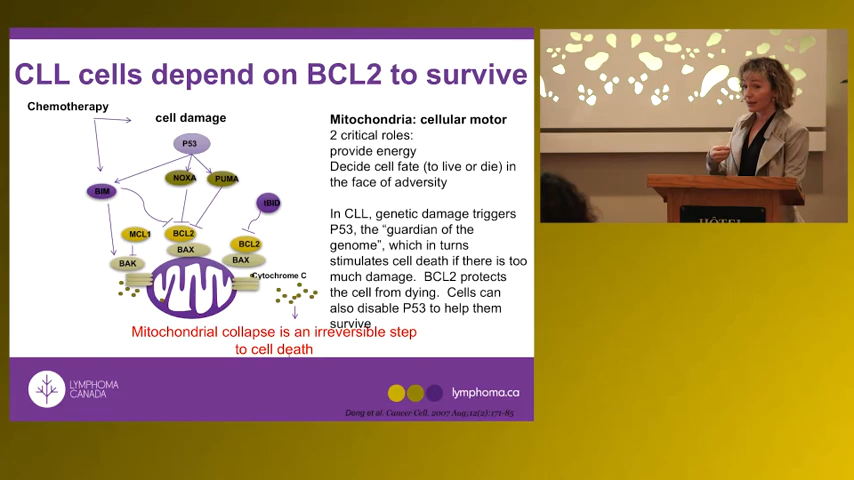 CLL cells depend on BCL2 to survive
Chemotherapy
cell damage
P53
NOXA
PUMA
BIM
IBID
MCL1
BCL2
BAX
BCL2
BAX
BAK
Cytochrome C
Mitochondria: cellular motor
2 critical roles:
provide energy
Decide cell fate (to live or die) in
the face of adversity
In CLL, genetic damage triggers
P53, the “guardian of the
genome”, which in turns
stimulates cell death if there is too
much damage. BCL2 protects
the cell from dying. Cells can
also disable P53 to help them
survive
Mitochondrial collapse is an irreversible step
to cell death
LYMPHOMA
CANADA
lymphoma.ca
Dong et al. Cancer Cell. 2007 Aug;12(2):171-85
HÔTEL